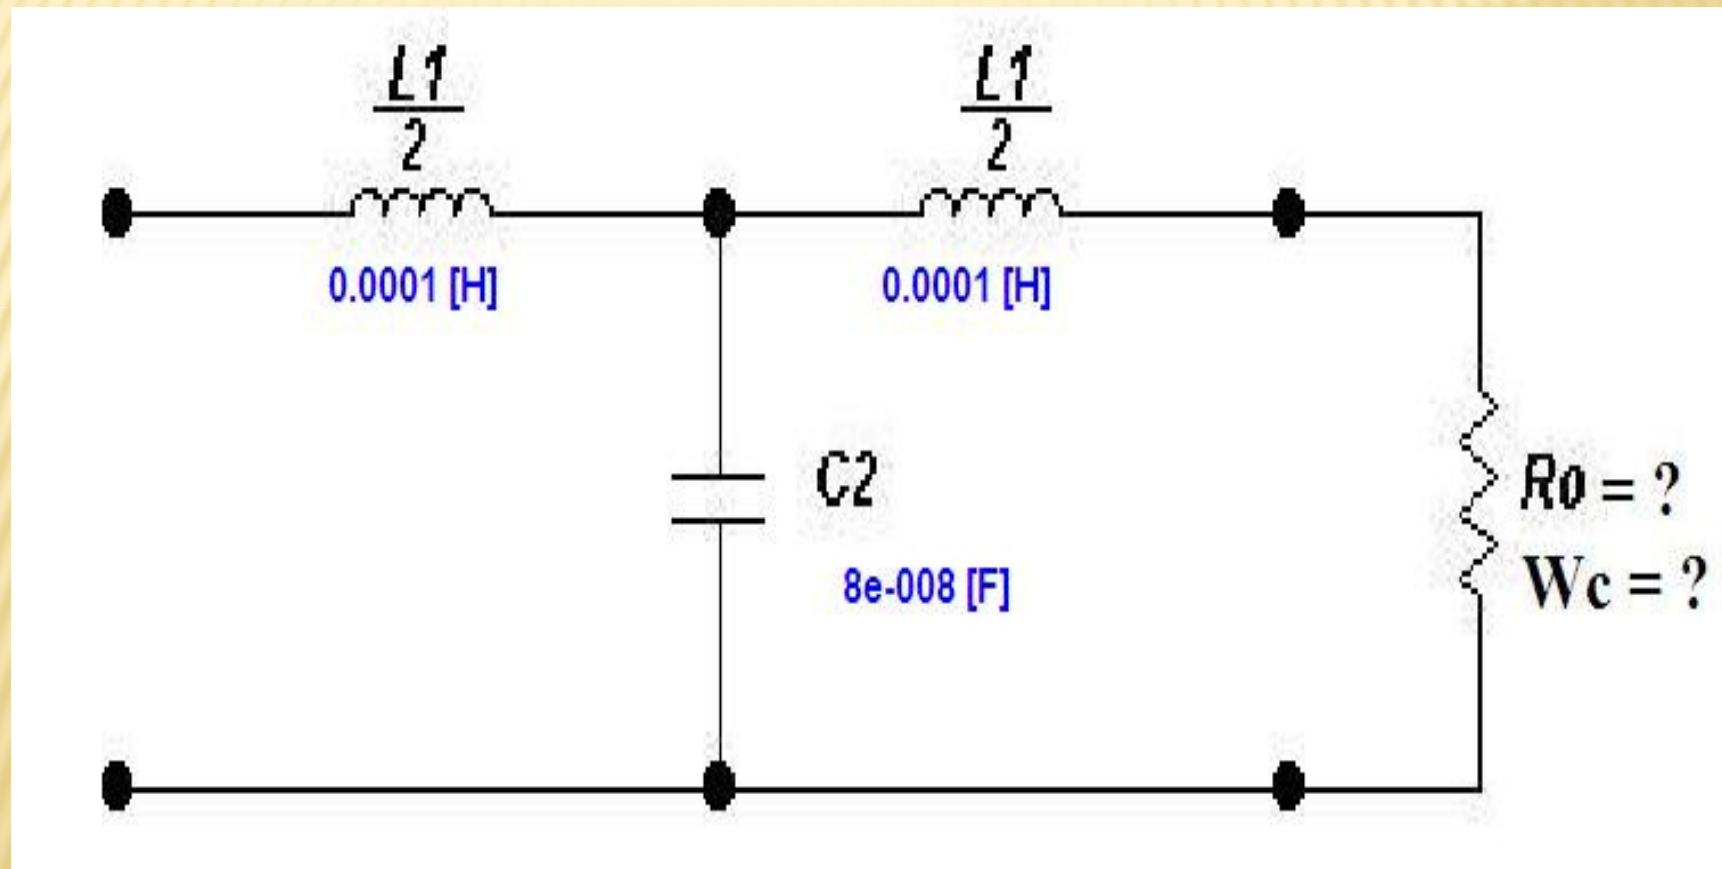 L1
2
L1
2
0.0001 [H]
0.0001 [H]
C2
8e-008 [F]
Ro = ?
Wc = ?